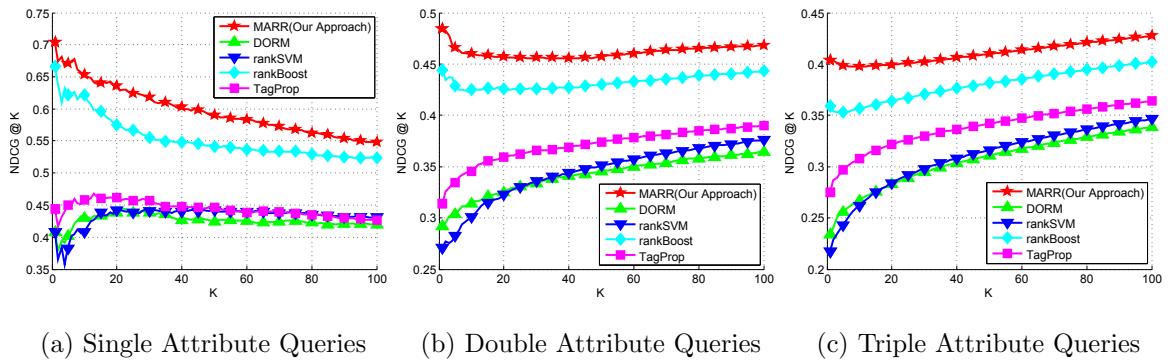 0.75
0.7
0.65
0.6
0.55
0.5
0.45
0.4
0.35
NDCG @ K
0 20 40 60 80 100
K
MARR(Our Approach)
DORM
rankSVM
rankBoost
TagProp
(a) Single Attribute Queries
0.5
0.45
0.4
0.35
0.3
0.25
NDCG @ K
0 20 40 60 80 100
K
MARR(Our Approach)
DORM
rankSVM
rankBoost
TagProp
(b) Double Attribute Queries
0.45
0.4
0.35
0.3
0.25
0.2
NDCG @ K
0 20 40 60 80 100
K
MARR(Our Approach)
DORM
rankSVM
rankBoost
TagProp
(c) Triple Attribute Queries